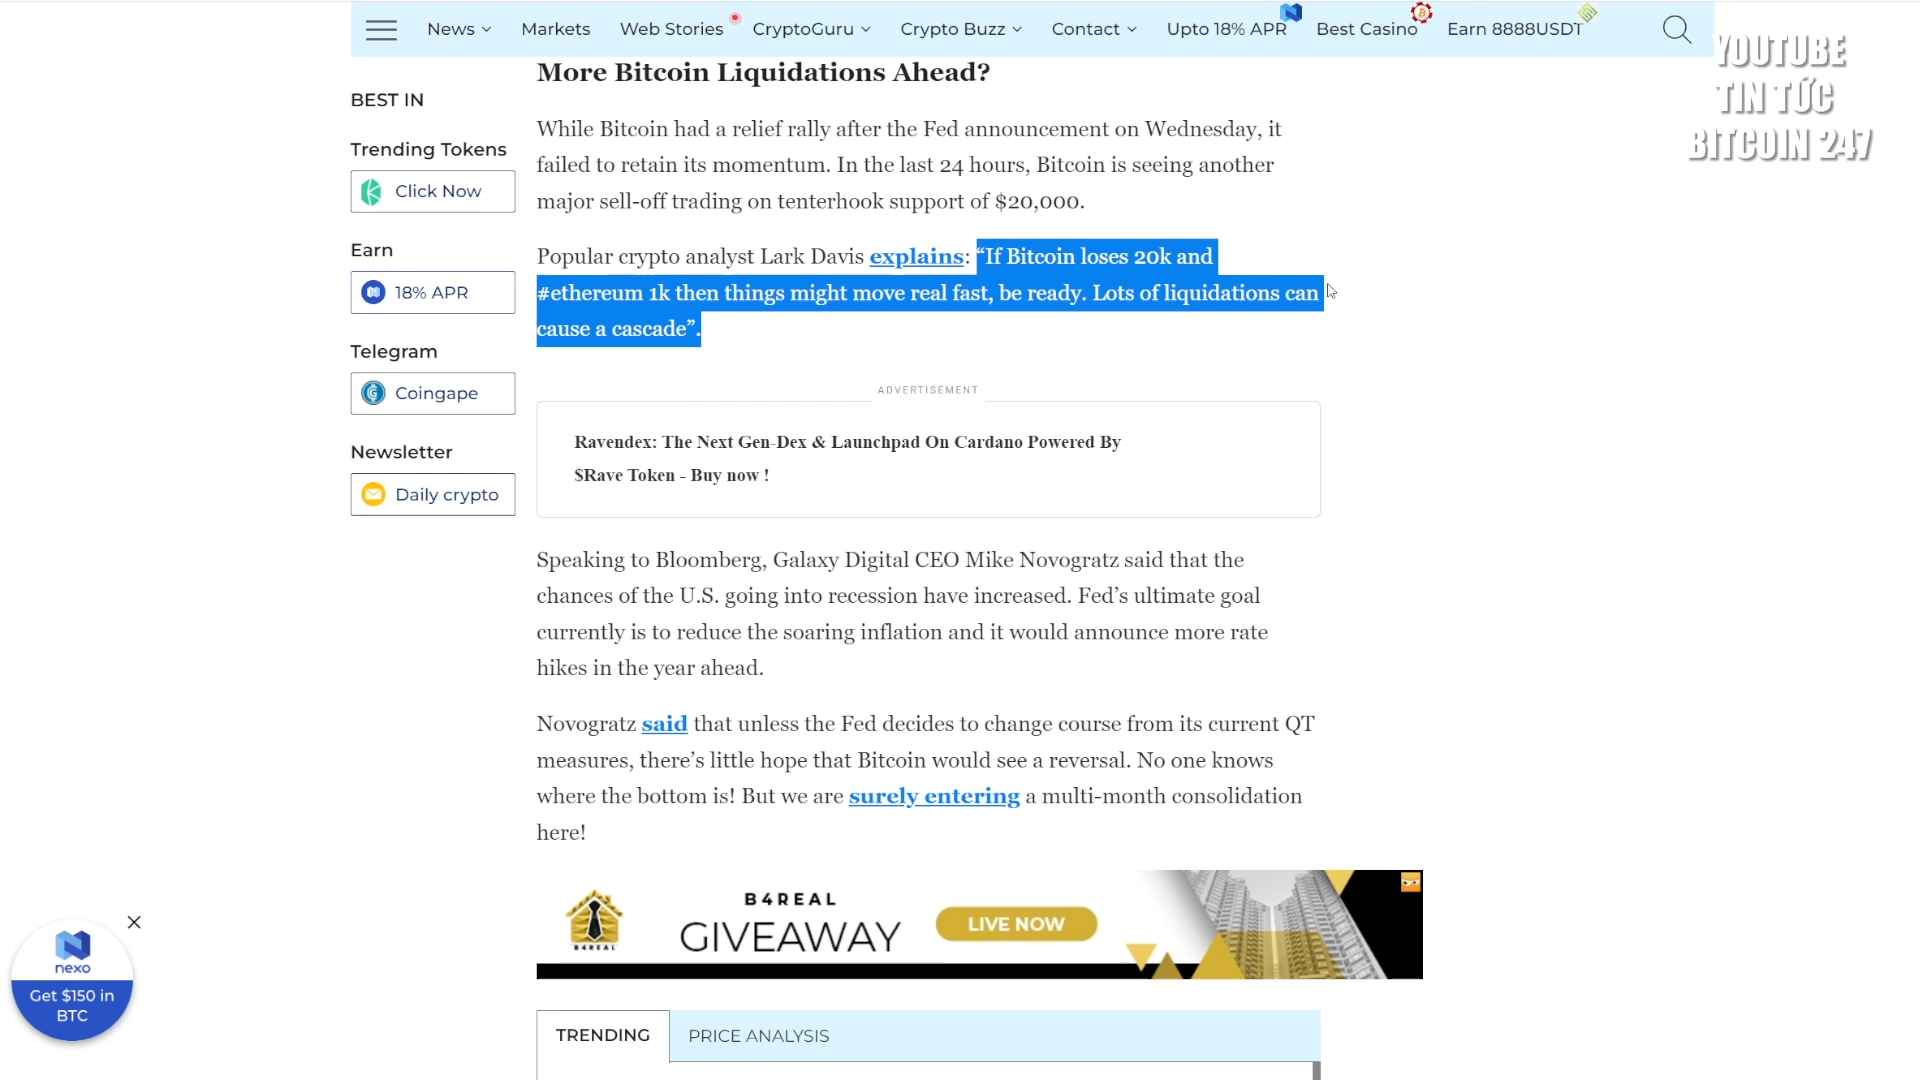 News
Markets
Web Stories
CryptoGuru
Crypto Buzz
Contact
Upto 18% APR
Best Casino
Earn 8888USDT
YOUTUBE
TIN TỨC
BITCOIN 247
BEST IN
Trending Tokens
Click Now
Earn
18% APR
Telegram
Coingape
Newsletter
Daily crypto
More Bitcoin Liquidations Ahead?
While Bitcoin had a relief rally after the Fed announcement on Wednesday, it
failed to retain its momentum. In the last 24 hours, Bitcoin is seeing another
major sell-off trading on tenterhook support of $20,000.
Popular crypto analyst Lark Davis explains: “If Bitcoin loses 20k and
#ethereum 1k then things might move real fast, be ready. Lots of liquidations can
cause a cascade”.
ADVERTISEMENT
Ravendex: The Next Gen-Dex & Launchpad On Cardano Powered By
$Rave Token - Buy now !
Speaking to Bloomberg, Galaxy Digital CEO Mike Novogratz said that the
chances of the U.S. going into recession have increased. Fed’s ultimate goal
currently is to reduce the soaring inflation and it would announce more rate
hikes in the year ahead.
Novogratz said that unless the Fed decides to change course from its current QT
measures, there’s little hope that Bitcoin would see a reversal. No one knows
where the bottom is! But we are surely entering a multi-month consolidation
here!
B4REAL
B4REAL
GIVEAWAY
LIVE NOW
nexo
Get $150 in
BTC
TRENDING
PRICE ANALYSIS